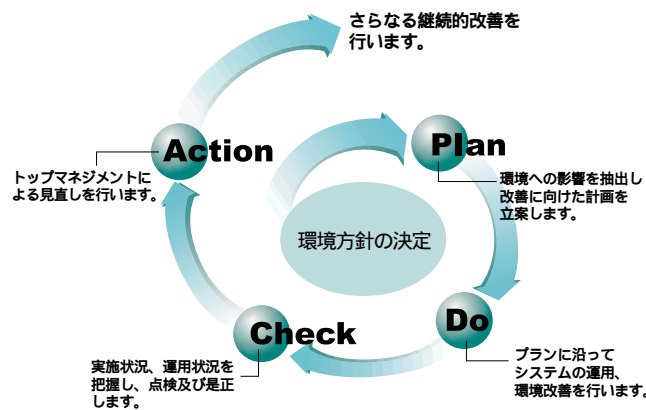 さらなる継続的改善を
行います。
Plan
環境への影響を抽出し
改善に向けた計画を
立案します。
Do
プランに沿って
システムの運用、
環境改善を行います。
Check
実施状況、運用状況を
把握し、点検及び是正
します。
Action
トップマネジメントに
よる見直しを行います。
環境方針の決定